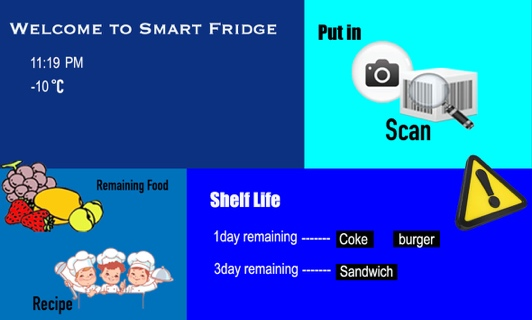 Welcome to Smart Fridge
11:19 PM
-10 °C
Put in
Scan
Remaining Food
Recipe
Shelf Life
1day remaining ------- Coke burger
3day remaining ------- Sandwich